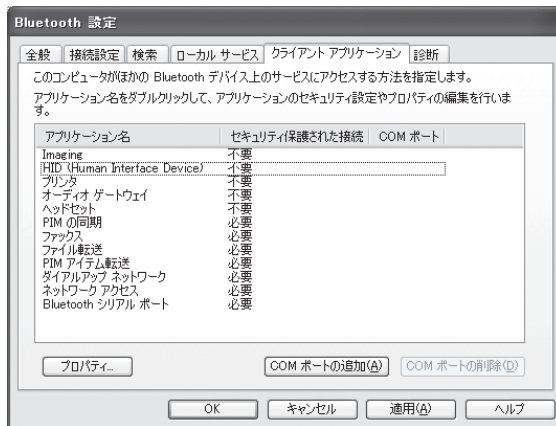 Bluetooth 設定
全般 接続設定 検索 ローカル サービス クライアント アプリケーション 診断
このコンピュータがほかの Bluetooth デバイス上のサービスにアクセスする方法を指定します。
アプリケーション名をダブルクリックして、アプリケーションのセキュリティ設定やプロパティの編集を行いま
す。
アプリケーション名 セキュリティ保護された接続 COM ポート
Imaging 不要
HID (Human Interface Device) 不要
プリンタ 不要
オーディオ ゲートウェイ 不要
ヘッドセット 不要
PIM の同期 必要
ファックス 必要
ファイル転送 必要
PIM アイテム転送 必要
ダイアルアップ ネットワーク 必要
ネットワーク アクセス 必要
Bluetooth シリアル ポート 必要
プロパティ... COM ポートの追加(A) COM ポートの削除(D)
OK キャンセル 適用(A) ヘルプ